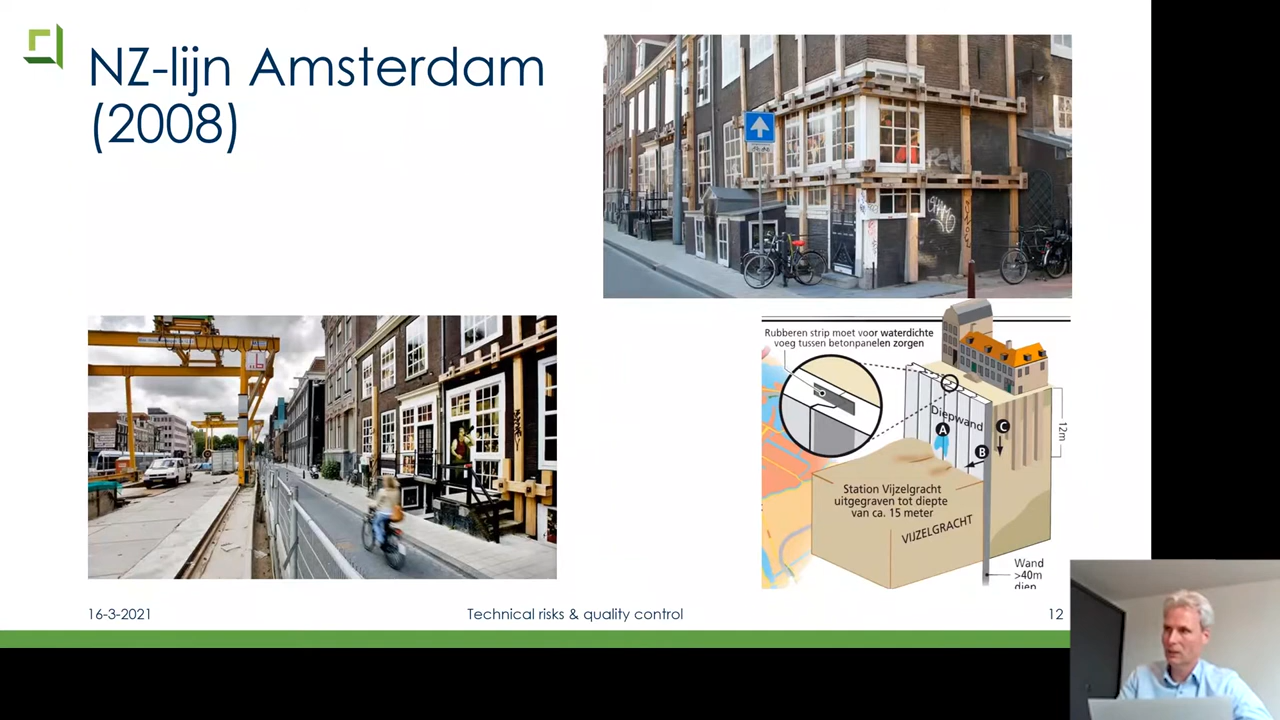 NZ-lijn Amsterdam
(2008)
Rubberen strip moet voor waterdichte
voeg tussen betonpanelen zorgen
Diepwand
A
B
C
12m
Station Vijzelgracht
uitgegraven tot diepte
van ca. 15 meter
VIJZELGRACHT
Wand
>40m
diep
16-3-2021
Technical risks & quality control
12